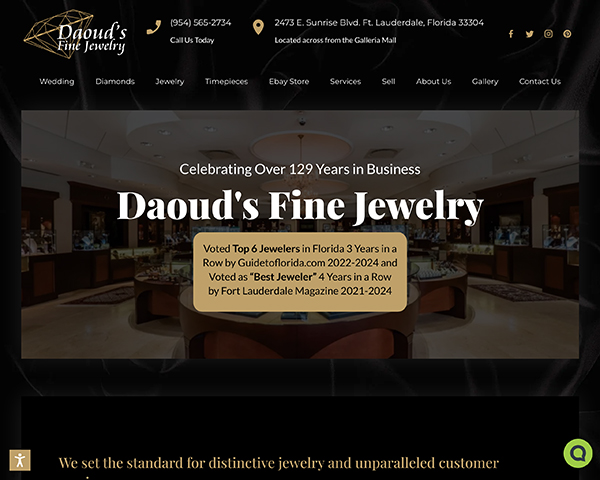 Daoud's
Fine Jewelry
(954) 565-2734
Call Us Today
2473 E. Sunrise Blvd. Ft. Lauderdale, Florida 33304
Located across from the Galleria Mall
Wedding Diamonds Jewelry Timepieces Ebay Store Services Sell About Us Gallery Contact Us
Celebrating Over 129 Years in Business
Daoud's Fine Jewelry
Voted Top 6 Jewelers in Florida 3 Years in a
Row by Guidetoflorida.com 2022-2024 and
Voted as “Best Jeweler” 4 Years in a Row
by Fort Lauderdale Magazine 2021-2024
We set the standard for distinctive jewelry and unparalleled customer